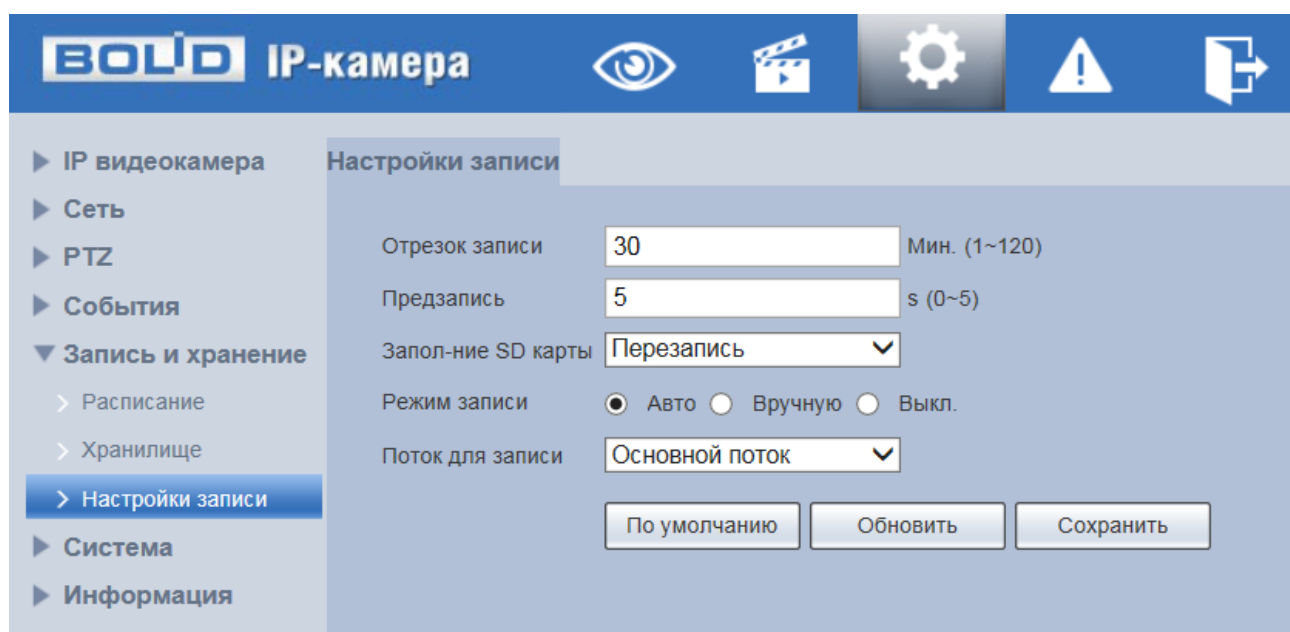 BOLID IP-камера
IP видеокамера
Сеть
PTZ
События
Запись и хранение
Расписание
Хранилище
Настройки записи
Система
Информация
Настройки записи
Отрезок записи 30 Мин. (1~120)
Предзапись 5 s (0~5)
Запол-ние SD карты Перезапись
Режим записи Авто Вручную Выкл.
Поток для записи Основной поток
По умолчанию Обновить Сохранить